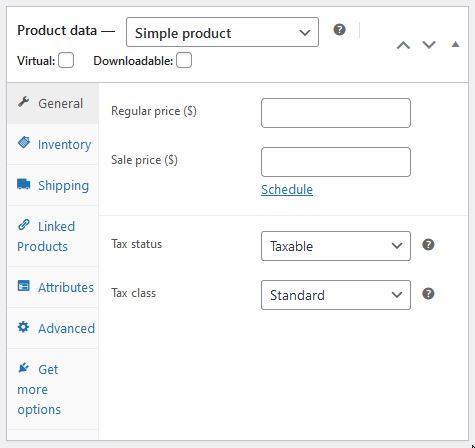 Product data — Simple product
Virtual: Downloadable:
General
Inventory
Shipping
Linked
Products
Attributes
Advanced
Get
more
options
Regular price ($)
Sale price ($)
Schedule
Tax status Taxable
Tax class Standard